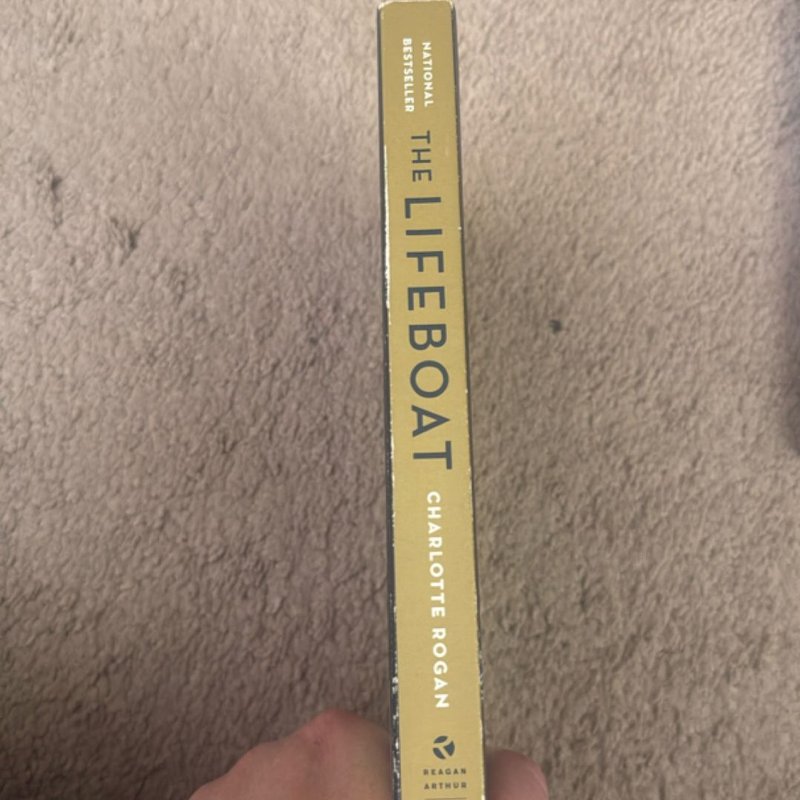 NATIONAL
BESTSELLER
THE LIFEBOAT
CHARLOTTE ROGAN
REAGAN
ARTHUR